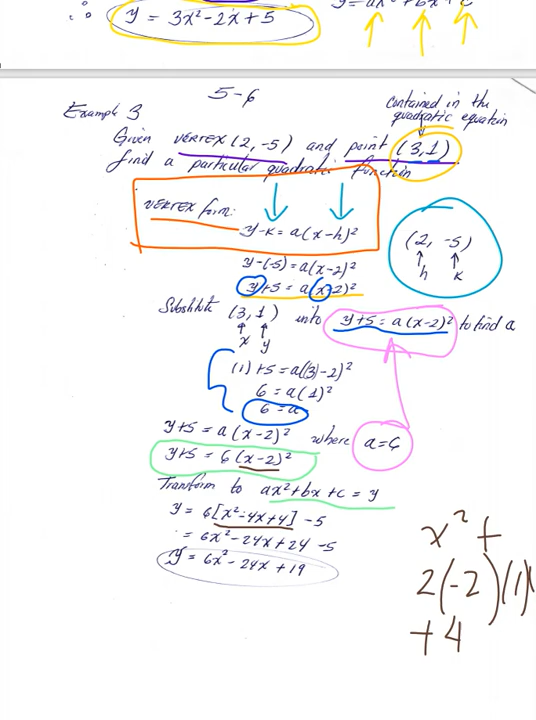 ∴ y = 3x²-2x+5
5-6
Example 3
contained in the
quadratic equation
Given VERTEX (2,-5) and point (3,1)
find a particular quadratic function
VERTEX form:
y-k = a(x-h)²
(2, -5)
h k
y-(-5) = a(x-2)²
y+5 = a(x-2)²
Substitute (3,1) into y+5 = a(x-2)² to find a
x y
(1)+5 = a((3)-2)²
6 = a(1)²
6 = a
y+5 = a(x-2)² where a=6
y+5 = 6(x-2)²
Transform to ax²+bx+c = y
y = 6[x²-4x+4] -5
= 6x²-24x+24 -5
y = 6x²-24x+19
x² +
2(-2)(1)
+4